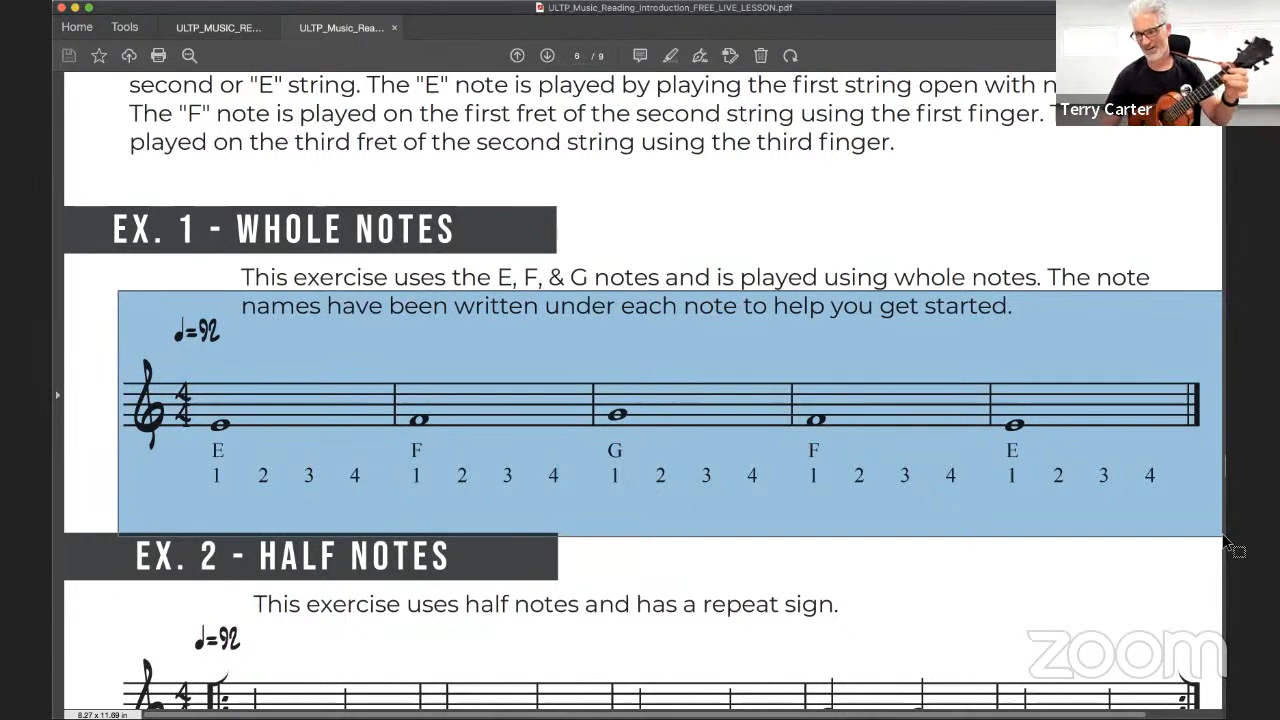 ULTP_Music_Reading_Introduction_FREE_LIVE_LESSON.pdf
Home Tools ULTP_MUSIC_RE... ULTP_Music_Rea... ×
6 / 9
second or "E" string. The "E" note is played by playing the first string open with n
The "F" note is played on the first fret of the second string using the first finger.
played on the third fret of the second string using the third finger.
Terry Carter
EX. 1 - WHOLE NOTES
This exercise uses the E, F, & G notes and is played using whole notes. The note
names have been written under each note to help you get started.
♩=92
4
4
E F G F E
1 2 3 4 1 2 3 4 1 2 3 4 1 2 3 4 1 2 3 4
EX. 2 - HALF NOTES
This exercise uses half notes and has a repeat sign.
♩=92
4
zoom
8.27 x 11.69 in